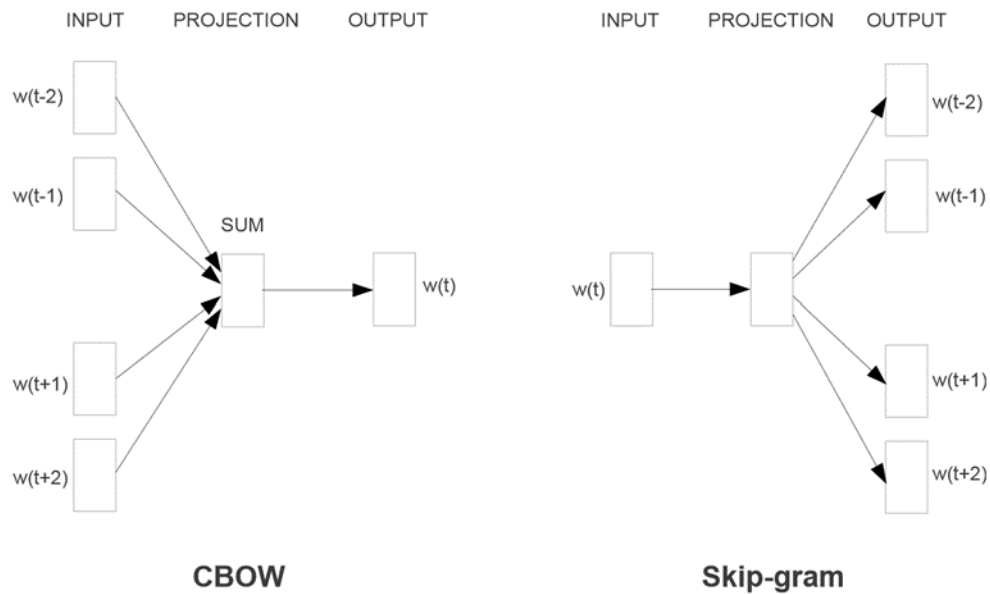 INPUT PROJECTION OUTPUT
w(t-2)
w(t-1)
SUM
w(t)
w(t+1)
w(t+2)
CBOW
INPUT PROJECTION OUTPUT
w(t-2)
w(t-1)
w(t)
w(t+1)
w(t+2)
Skip-gram